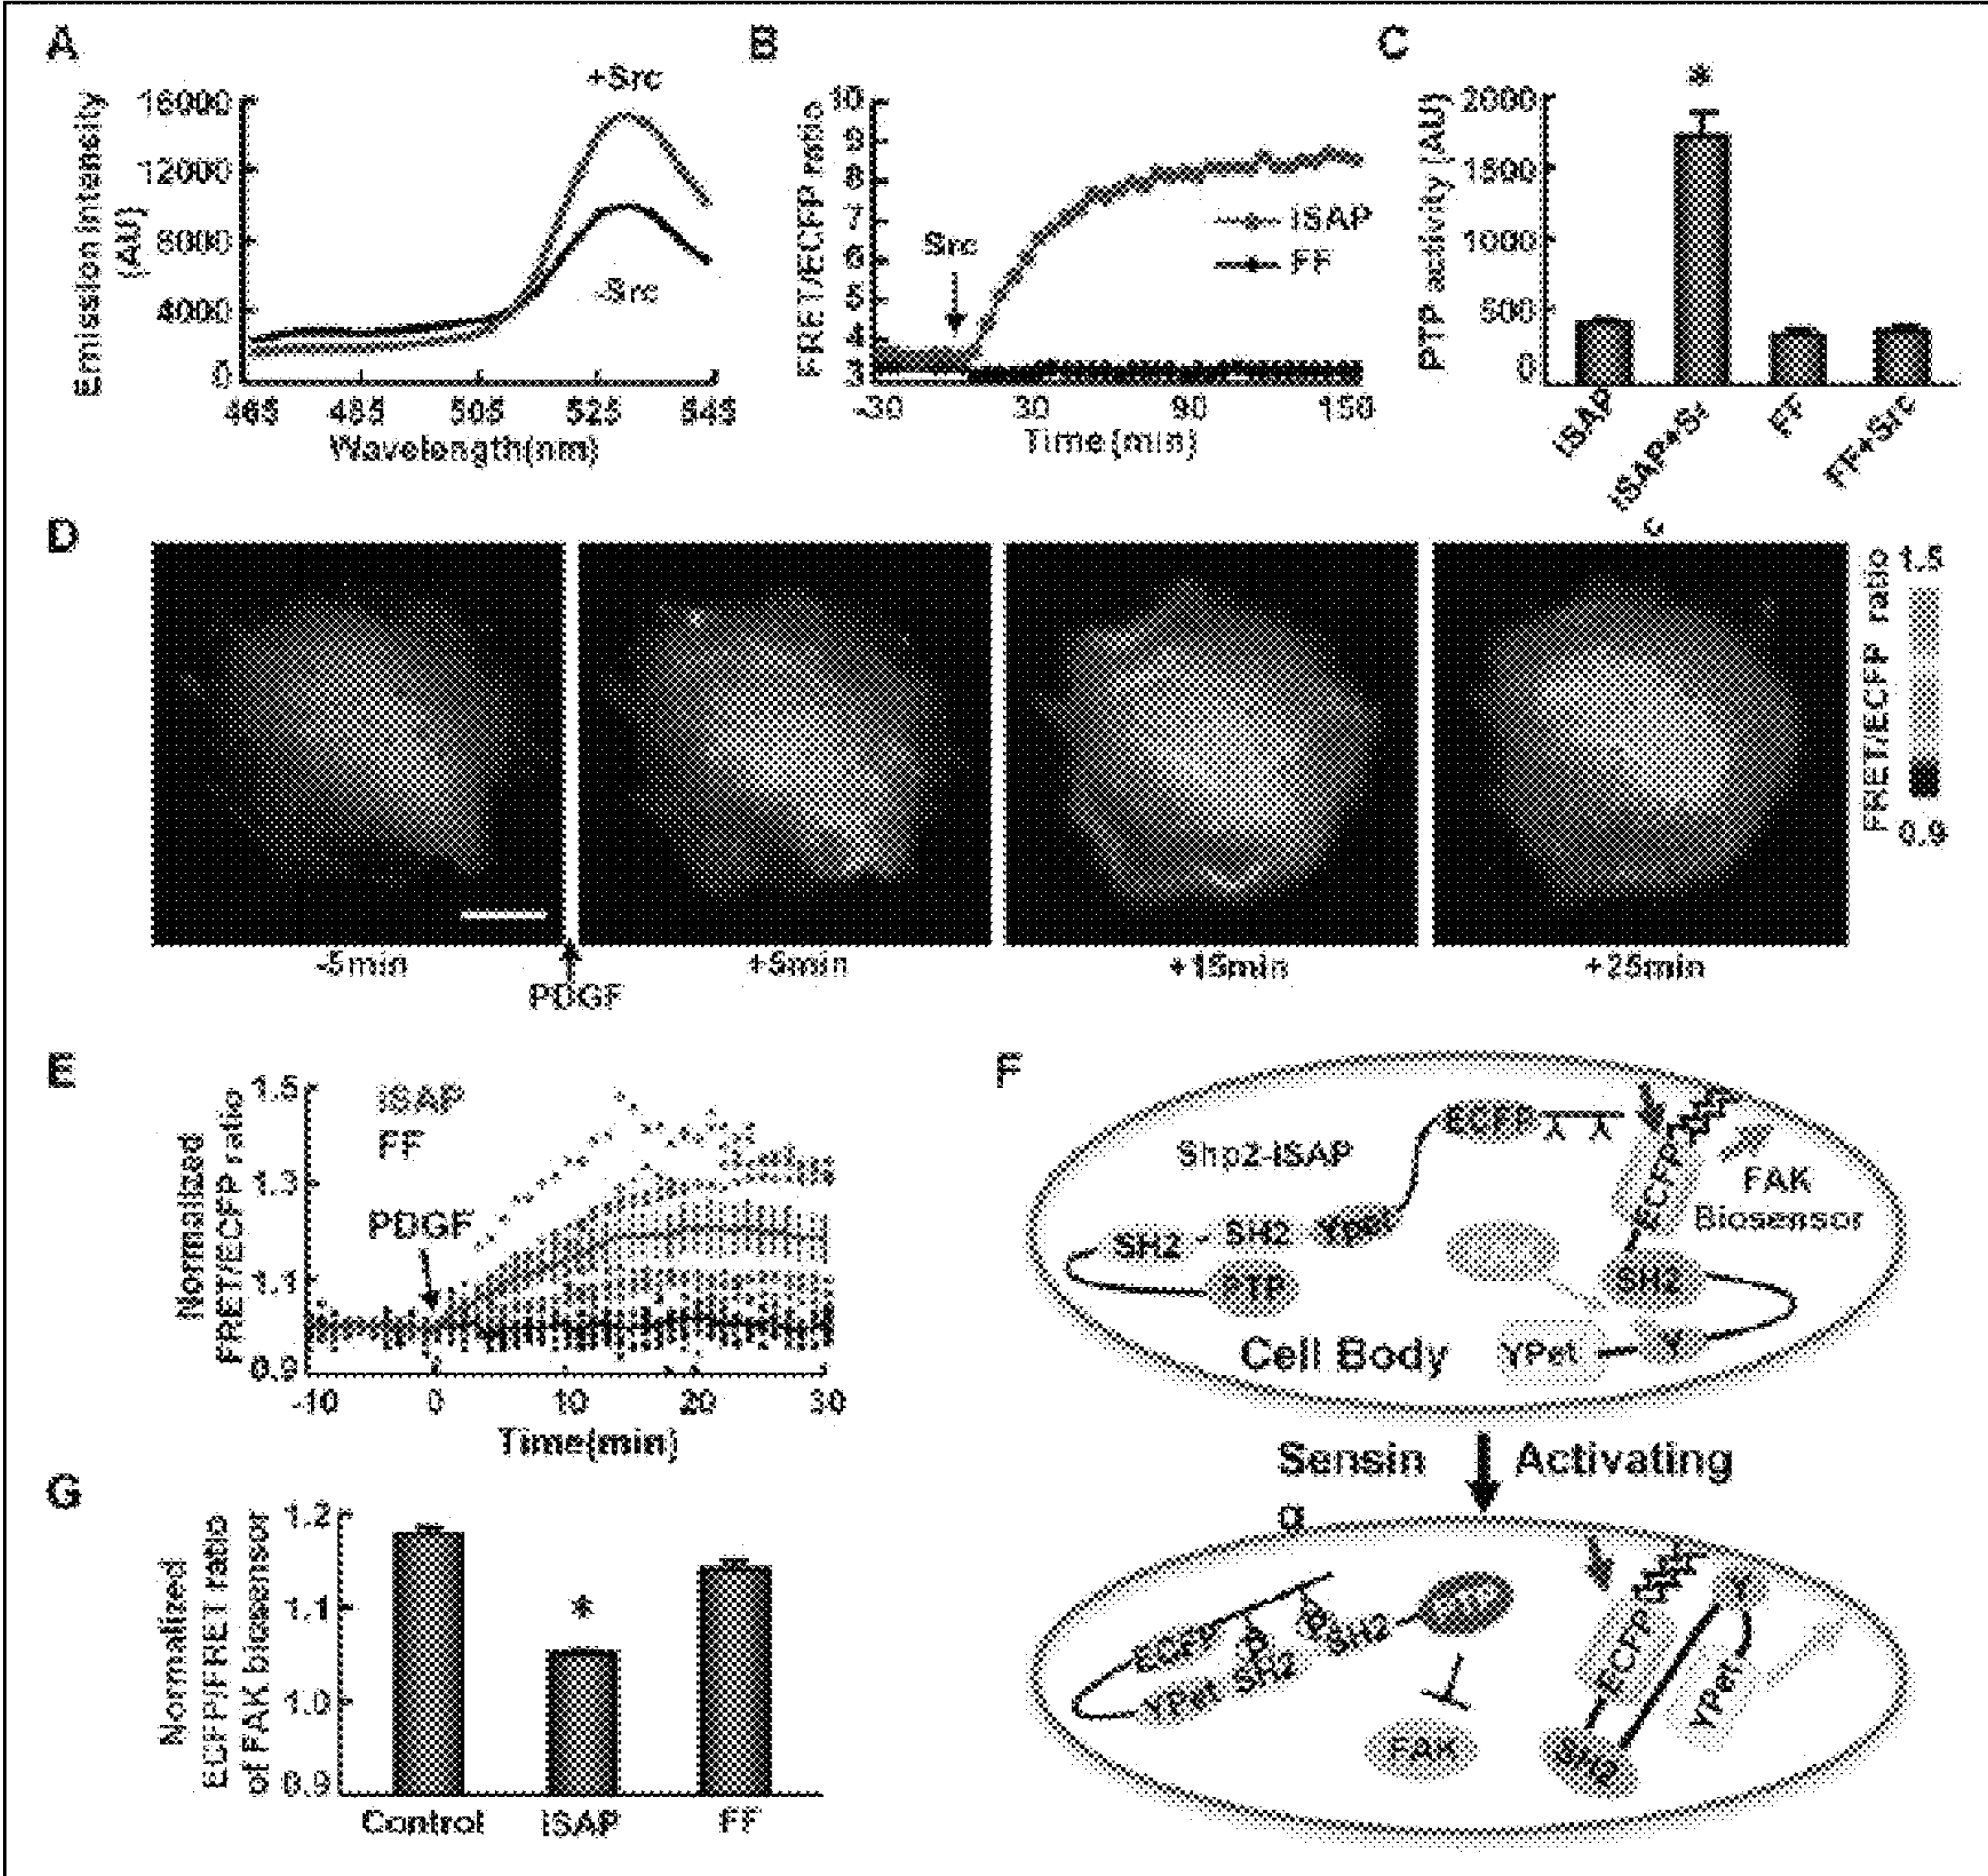 A
+Src
-Src
Emission intensity
(AU)
16000
12000
8000
4000
0
465
485
505
525
545
Wavelength(nm)
B
FRET/ECFP ratio
10
9
8
7
6
5
4
3
Src
iSAP
FF
-30
30
90
150
Time(min)
C
*
PTP activity (AU)
2000
1500
1000
500
0
iSAP
iSAP+Sr
c
FF
FF+Src
D
-5min
PDGF
+5min
+15min
+25min
FRET/ECFP ratio
1.5
0.9
E
Normalized
FRET/ECFP ratio
1.5
1.3
1.1
0.9
iSAP
FF
PDGF
-10
0
10
20
30
Time(min)
F
Shp2-iSAP
ECFP
ECFP
FAK
Biosensor
SH2
SH2
YPet
PTP
SH2
Cell Body
YPet
Y
Sensin
g
Activating
ECFP
YPet
SH2
SH2
P
P
FAK
ECFP
YPet
SH2
G
Normalized
ECFP/FRET ratio
of FAK biosensor
1.2
1.1
1.0
0.9
*
Control
iSAP
FF